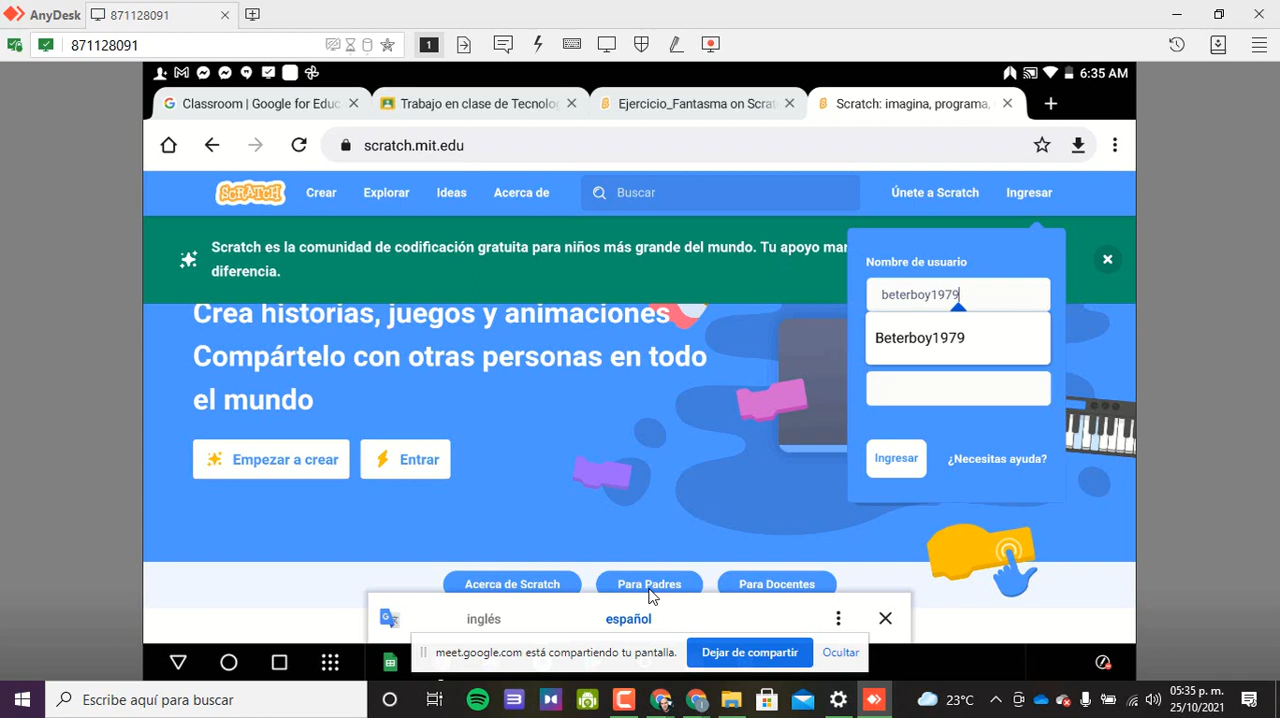 AnyDesk
871128091
871128091
1
6:35 AM
Classroom | Google for Educ
Trabajo en clase de Tecnolo
Ejercicio_Fantasma on Scrat
Scratch: imagina, programa,
scratch.mit.edu
SCRATCH
Crear
Explorar
Ideas
Acerca de
Buscar
Únete a Scratch
Ingresar
Scratch es la comunidad de codificación gratuita para niños más grande del mundo. Tu apoyo mar
diferencia.
Nombre de usuario
beterboy1979
Beterboy1979
Ingresar
¿Necesitas ayuda?
Crea historias, juegos y animaciones
Compártelo con otras personas en todo
el mundo
Empezar a crear
Entrar
Acerca de Scratch
Para Padres
Para Docentes
inglés
español
meet.google.com está compartiendo tu pantalla.
Dejar de compartir
Ocultar
Escribe aquí para buscar
23°C
05:35 p. m.
25/10/2021